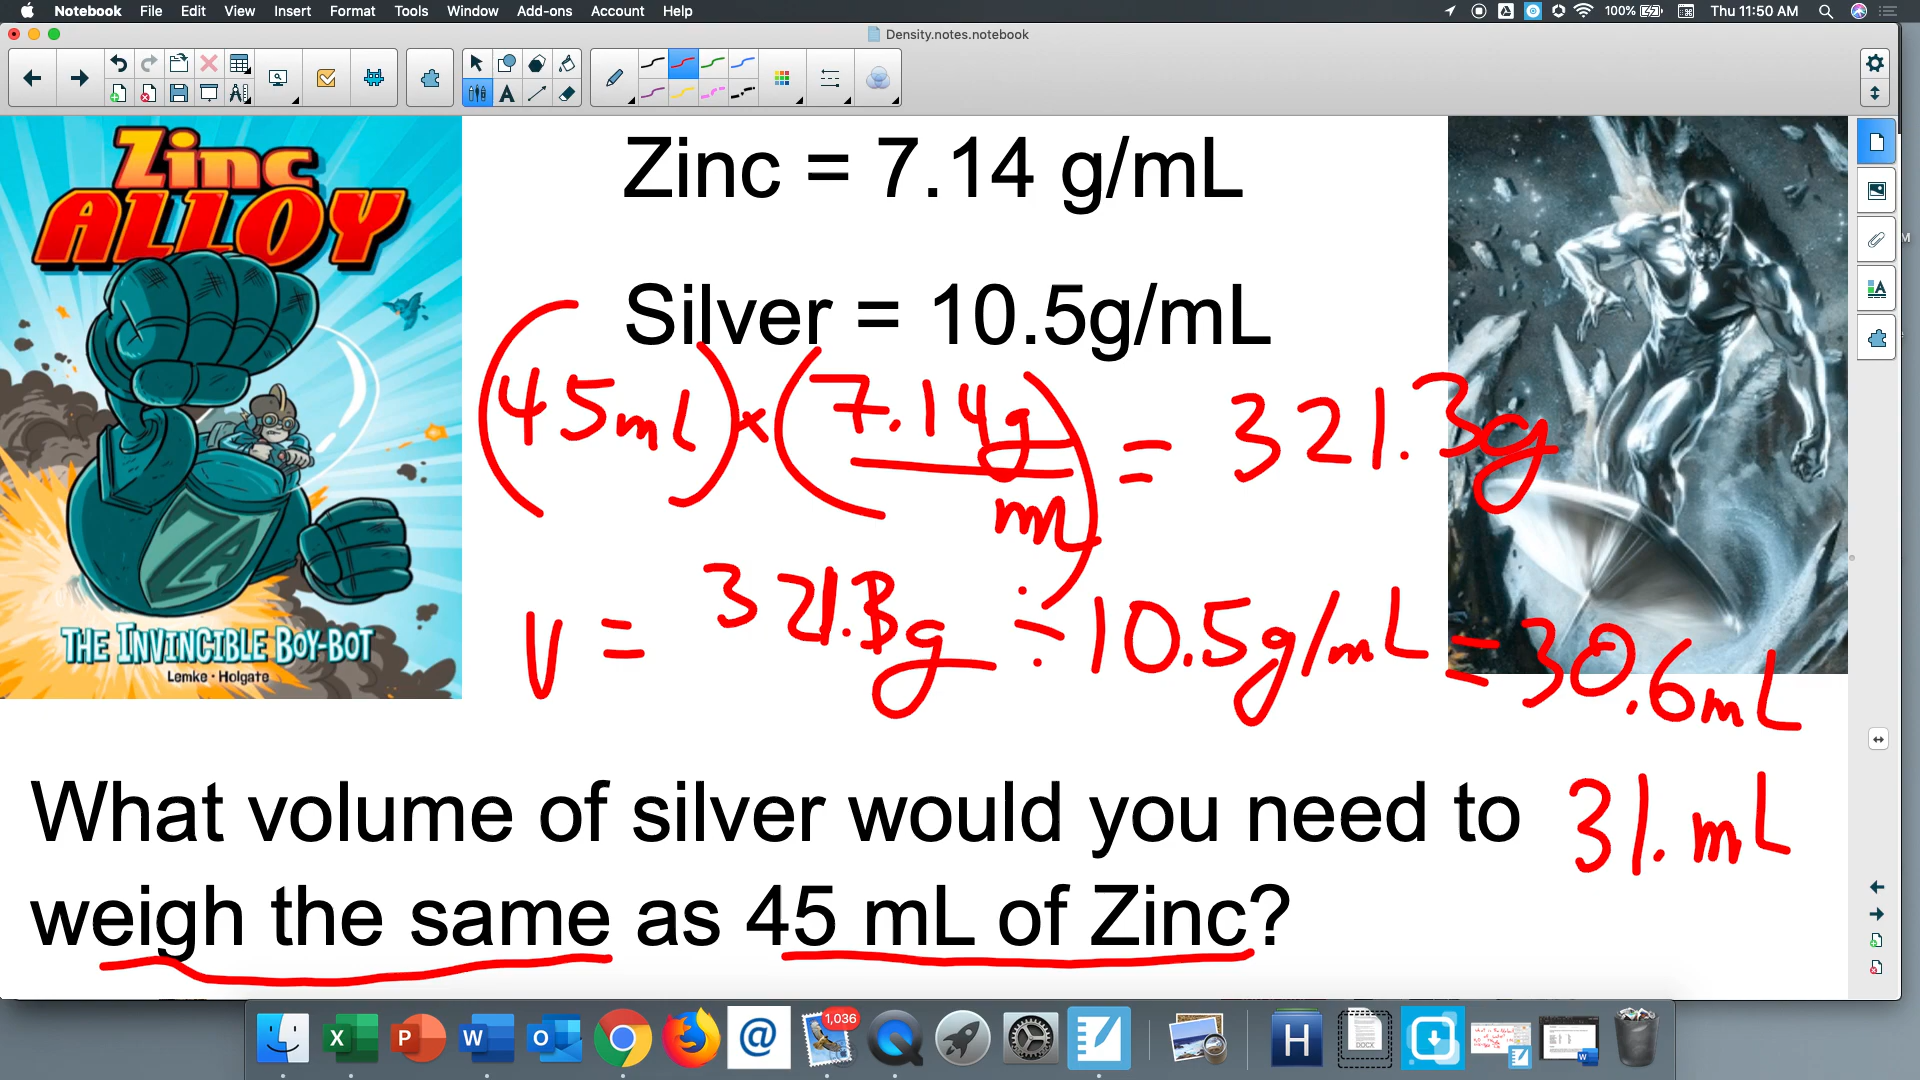 Notebook File Edit View Insert Format Tools Window Add-ons Account Help 100% Thu 11:50 AM
Density.notes.notebook
Zinc
ALLOY
THE INVINCIBLE BOY-BOT
Lemke · Holgate
Zinc = 7.14 g/mL
Silver = 10.5g/mL
(45mL) × (7.14g / mL) = 321.3g
V = 321.3g ÷ 10.5g/mL = 30.6mL
What volume of silver would you need to
weigh the same as 45 mL of Zinc?
31. mL
1,036
DOCX